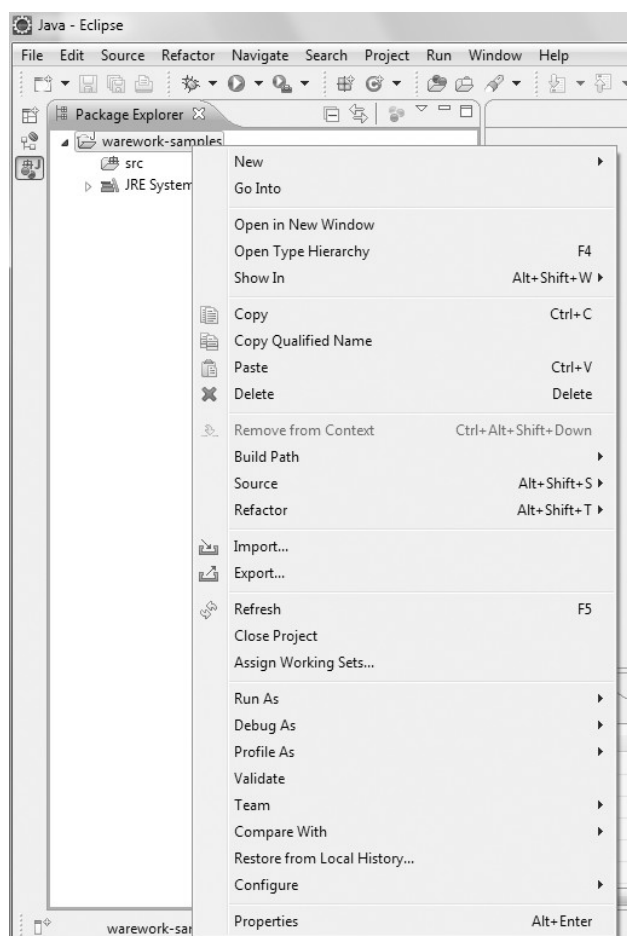 Java - Eclipse
File Edit Source Refactor Navigate Search Project Run Window Help
Package Explorer
warework-samples
src
JRE System
New
Go Into
Open in New Window
Open Type Hierarchy F4
Show In Alt+Shift+W
Copy Ctrl+C
Copy Qualified Name
Paste Ctrl+V
Delete Delete
Remove from Context Ctrl+Alt+Shift+Down
Build Path
Source Alt+Shift+S
Refactor Alt+Shift+T
Import...
Export...
Refresh F5
Close Project
Assign Working Sets...
Run As
Debug As
Profile As
Validate
Team
Compare With
Restore from Local History...
Configure
Properties Alt+Enter
warework-sar